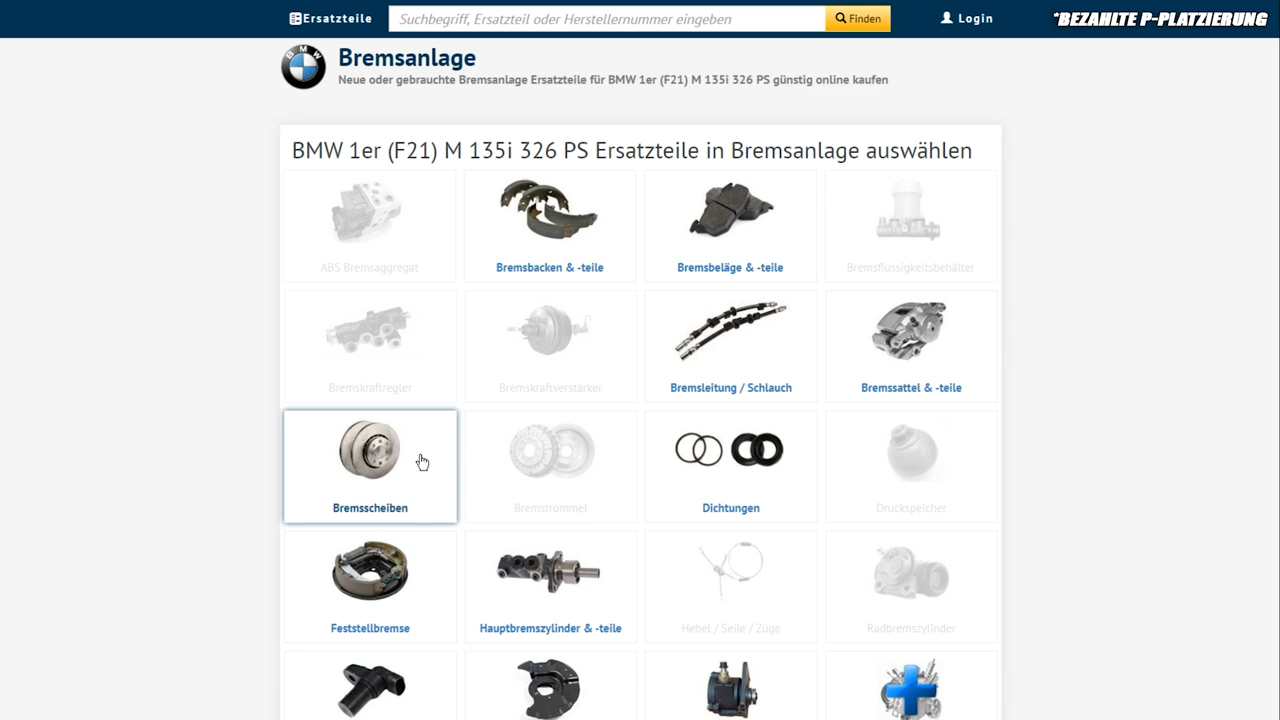 Ersatzteile
Suchbegriff, Ersatzteil oder Herstellernummer eingeben
Finden
Login
*BEZAHLTE P-PLATZIERUNG
BMW
Bremsanlage
Neue oder gebrauchte Bremsanlage Ersatzteile für BMW 1er (F21) M 135i 326 PS günstig online kaufen
BMW 1er (F21) M 135i 326 PS Ersatzteile in Bremsanlage auswählen
ABS Bremsaggregat
Bremsbacken & -teile
Bremsbeläge & -teile
Bremsflüssigkeitsbehälter
Bremskraftregler
Bremskraftverstärker
Bremsleitung / Schlauch
Bremssattel & -teile
Bremsscheiben
Bremstrommel
Dichtungen
Druckspeicher
Feststellbremse
Hauptbremszylinder & -teile
Hebel / Seile / Züge
Radbremszylinder